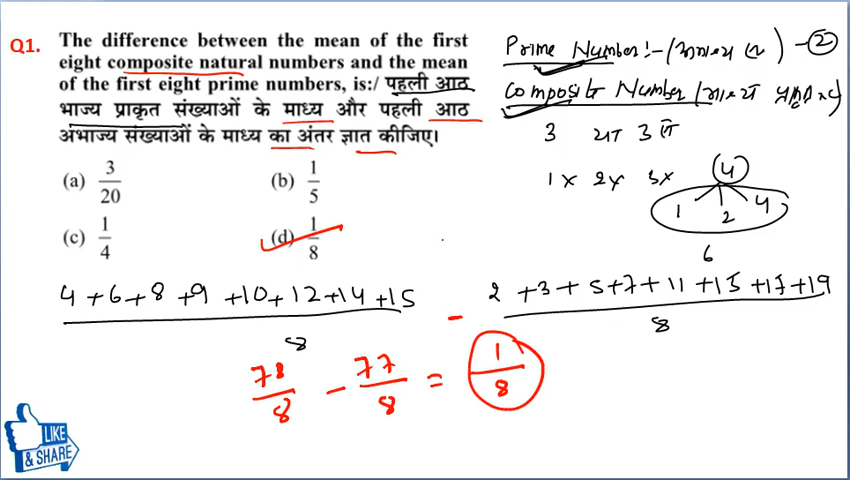 Q1. The difference between the mean of the first
eight composite natural numbers and the mean
of the first eight prime numbers, is:/ पहली आठ
भाज्य प्राकृत संख्याओं के माध्य और पहली आठ
अंभाज्य संख्याओं के माध्य का अंतर ज्ञात कीजिए।
(a) 3/20 (b) 1/5
(c) 1/4 (d) 1/8
Prime Number:- - 2
Composite Number
3 या 3 से
1x 2x 3x 4
1 2 4
6
4+6+8+9+10+12+14+15 - 2+3+5+7+11+13+17+19
8 8
78/8 - 77/8 = 1/8
LIKE
& SHARE